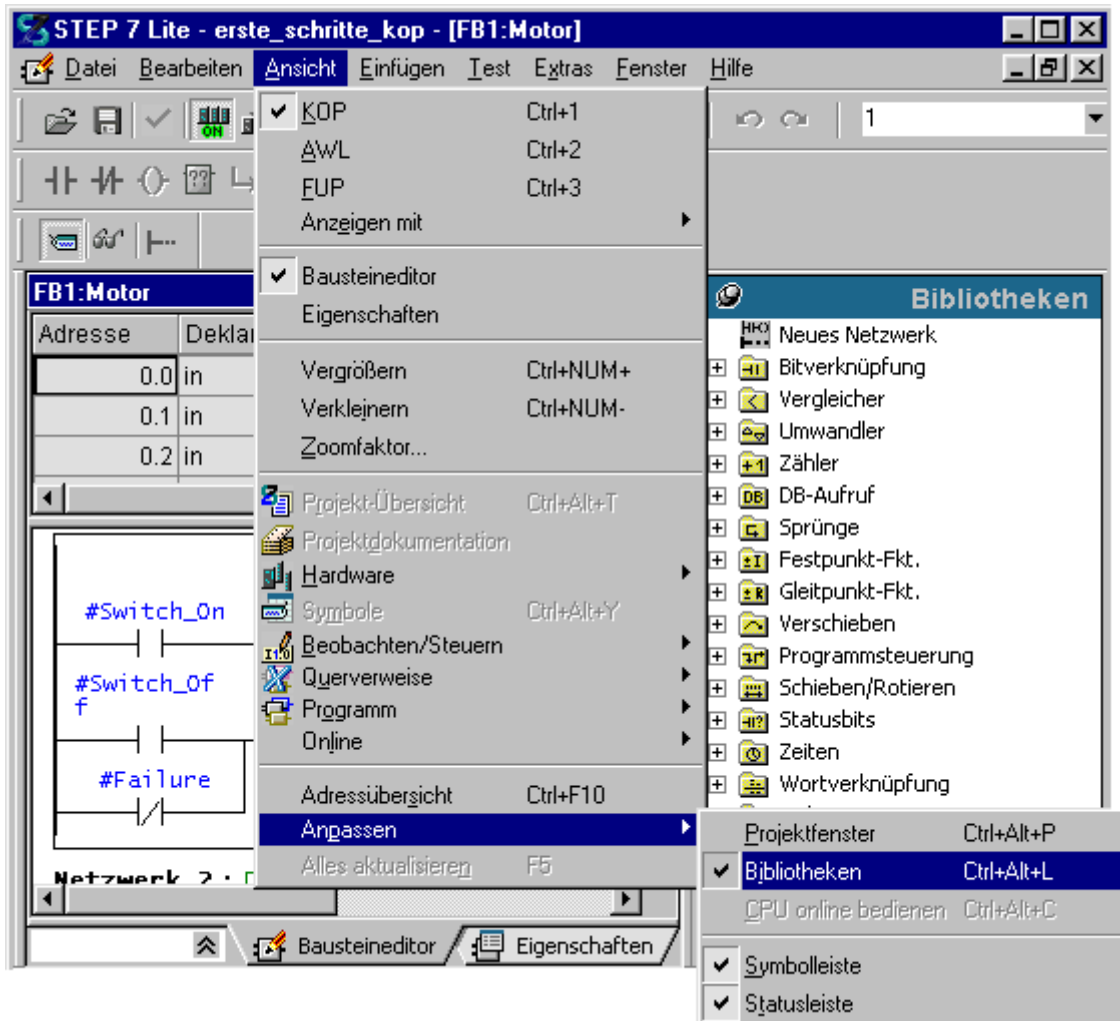 STEP 7 Lite - erste_schritte_kop - [FB1:Motor]
Datei Bearbeiten Ansicht Einfügen Test Extras Fenster Hilfe
ON
1
??
KOP Ctrl+1
AWL Ctrl+2
FUP Ctrl+3
Anzeigen mit
Bausteineditor
Eigenschaften
Vergrößern Ctrl+NUM+
Verkleinern Ctrl+NUM-
Zoomfaktor...
Projekt-Übersicht Ctrl+Alt+T
Projektdokumentation
Hardware
Symbole Ctrl+Alt+Y
Beobachten/Steuern
Querverweise
Programm
Online
Adressübersicht Ctrl+F10
Anpassen
Alles aktualisieren F5
FB1:Motor
Adresse Deklar
0.0 in
0.1 in
0.2 in
#Switch_On
#Switch_Of
f
#Failure
Netzwerk 2 :
Bausteineditor Eigenschaften
Bibliotheken
Neues Netzwerk
Bitverknüpfung
Vergleicher
Umwandler
Zähler
DB DB-Aufruf
Sprünge
Festpunkt-Fkt.
Gleitpunkt-Fkt.
Verschieben
Programmsteuerung
Schieben/Rotieren
Statusbits
Zeiten
Wortverknüpfung
Projektfenster Ctrl+Alt+P
Bibliotheken Ctrl+Alt+L
CPU online bedienen Ctrl+Alt+C
Symbolleiste
Statusleiste